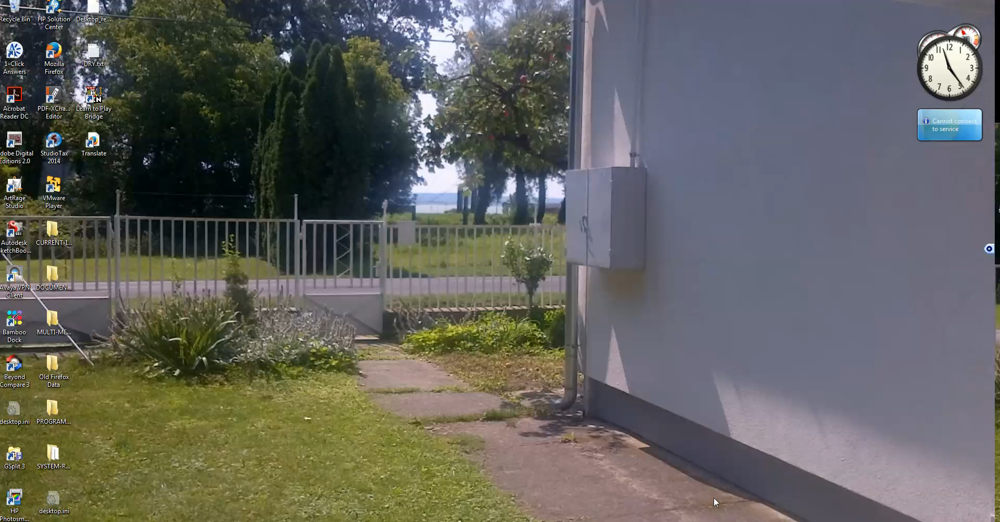 Recycle Bin
HP Solution
Center
Desktop_re...
1-Click
Answers
Mozilla
Firefox
DRY.txt
Acrobat
Reader DC
PDF-XCha...
Editor
Learn to Play
Bridge
dobe Digital
Editions 2.0
StudioTax
2014
Translate
ArtRage
Studio
VMware
Player
Autodesk
SketchBoo...
CURRENT-I...
Avaya VPN
Client
DOCUMEN...
Bamboo
Dock
MULTI-ME...
Beyond
Compare 3
Old Firefox
Data
desktop.ini
PROGRAM...
GSplit 3
SYSTEM-R...
HP
Photosm...
desktop.ini
12
1
2
3
4
5
6
7
8
9
10
11
Cannot connect
to service